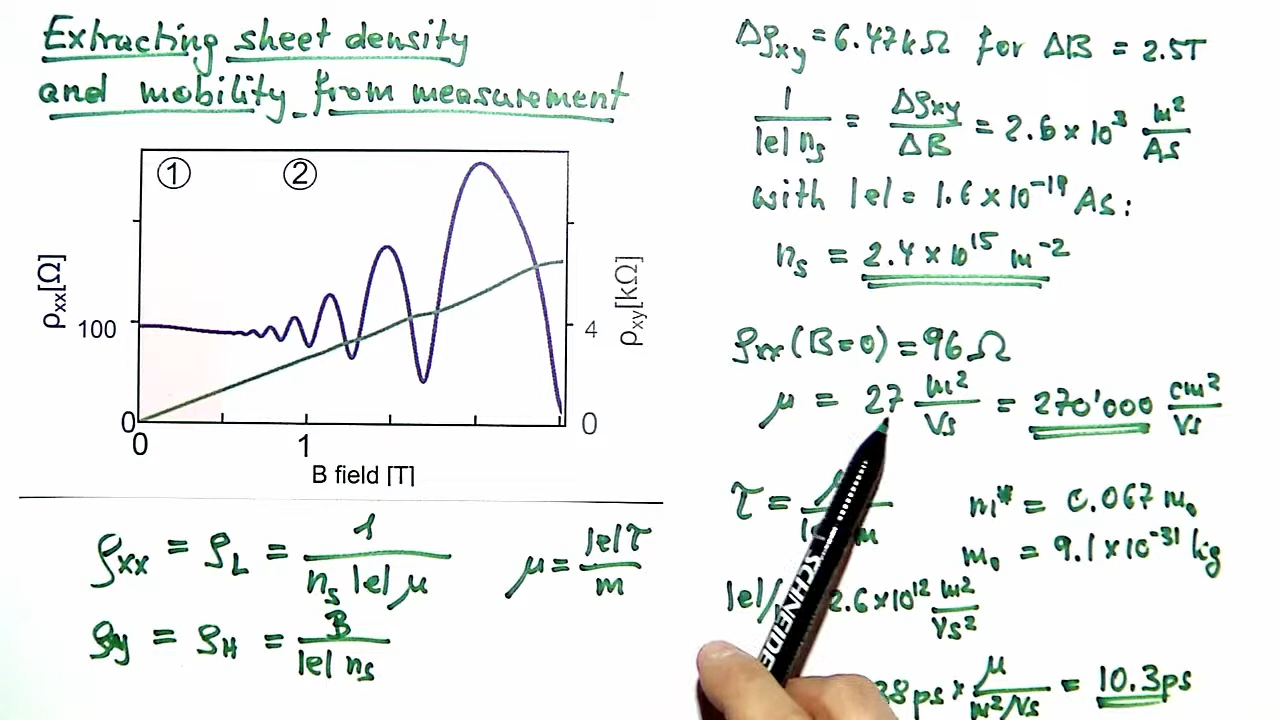 Extracting sheet density
and mobility from measurement
① ②
ρxx[Ω]
100
0
0 1
B field [T]
4
0
ρxy[kΩ]
ρxx = ρL = 1 / (ns |e| μ)
μ = |e|τ / m
ρxy = ρH = B / (|e| ns)
Δρxy = 6.47kΩ for ΔB = 2.5T
1 / (|e| ns) = Δρxy / ΔB = 2.6 × 10³ m² / As
with |e| = 1.6 × 10⁻¹⁹ As:
ns = 2.4 × 10¹⁵ m⁻²
ρxx (B=0) = 96 Ω
μ = 27 m² / Vs = 270'000 cm² / Vs
τ =
m* = 0.067 m₀
m₀ = 9.1 × 10⁻³¹ kg
|e|/ 2.6 × 10¹² m² / Vs²
38ps × μ / (m²/Vs) = 10.3ps
SCHNEIDE